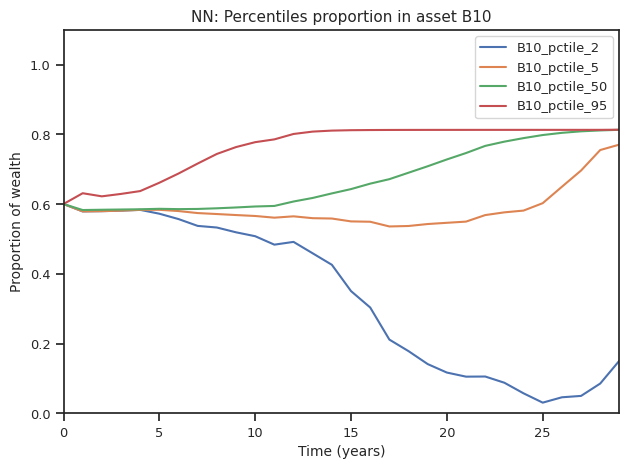 NN: Percentiles proportion in asset B10
B10_pctile_2
B10_pctile_5
B10_pctile_50
B10_pctile_95
Proportion of wealth
1.0
0.8
0.6
0.4
0.2
0.0
0 5 10 15 20 25
Time (years)